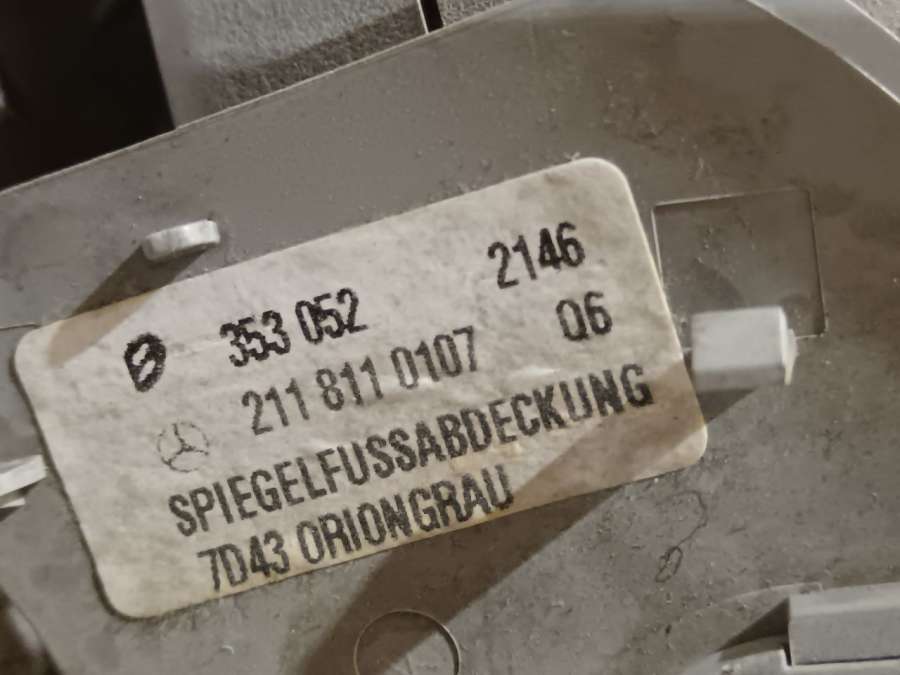 353 052 2146
211 811 0107 Q6
SPIEGELFUSSABDECKUNG
7D43 ORIONGRAU